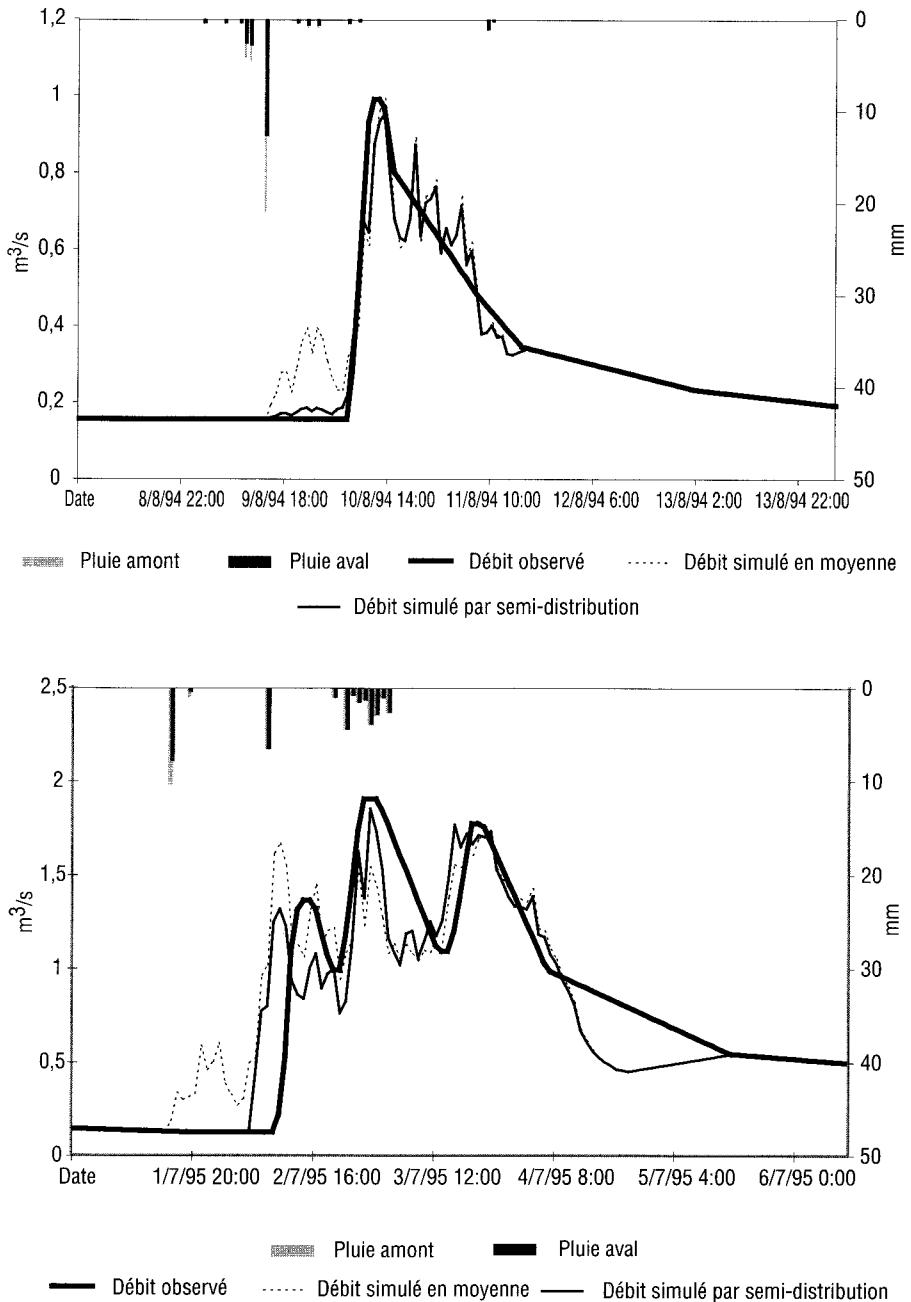 1,2
1
0,8
0,6
0,4
0,2
0
m³/s
0
10
20
30
40
50
mm
Date 8/8/94 22:00 9/8/94 18:00 10/8/94 14:00 11/8/94 10:00 12/8/94 6:00 13/8/94 2:00 13/8/94 22:00
Pluie amont Pluie aval Débit observé Débit simulé en moyenne
Débit simulé par semi-distribution
2,5
2
1,5
1
0,5
0
m³/s
0
10
20
30
40
50
mm
Date 1/7/95 20:00 2/7/95 16:00 3/7/95 12:00 4/7/95 8:00 5/7/95 4:00 6/7/95 0:00
Pluie amont Pluie aval
Débit observé Débit simulé en moyenne Débit simulé par semi-distribution